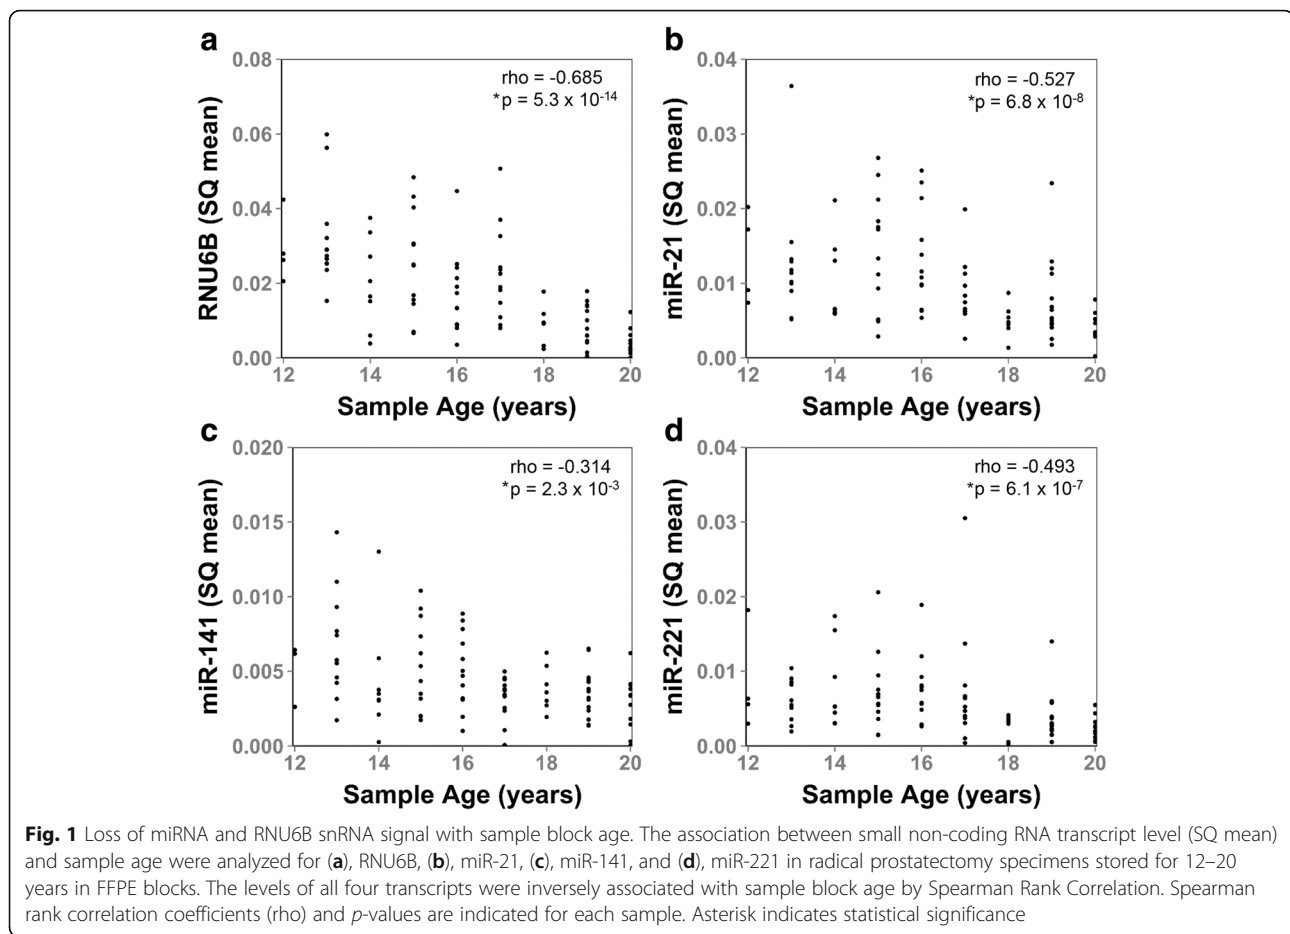 a
rho = -0.685
*p = 5.3 x 10-14
RNU6B (SQ mean)
0.08
0.06
0.04
0.02
0.00
12 14 16 18 20
Sample Age (years)
b
rho = -0.527
*p = 6.8 x 10-8
miR-21 (SQ mean)
0.04
0.03
0.02
0.01
0.00
12 14 16 18 20
Sample Age (years)
c
rho = -0.314
*p = 2.3 x 10-3
miR-141 (SQ mean)
0.020
0.015
0.010
0.005
0.000
12 14 16 18 20
Sample Age (years)
d
rho = -0.493
*p = 6.1 x 10-7
miR-221 (SQ mean)
0.04
0.03
0.02
0.01
0.00
12 14 16 18 20
Sample Age (years)
Fig. 1 Loss of miRNA and RNU6B snRNA signal with sample block age. The association between small non-coding RNA transcript level (SQ mean)
and sample age were analyzed for (a), RNU6B, (b), miR-21, (c), miR-141, and (d), miR-221 in radical prostatectomy specimens stored for 12–20
years in FFPE blocks. The levels of all four transcripts were inversely associated with sample block age by Spearman Rank Correlation. Spearman
rank correlation coefficients (rho) and p-values are indicated for each sample. Asterisk indicates statistical significance